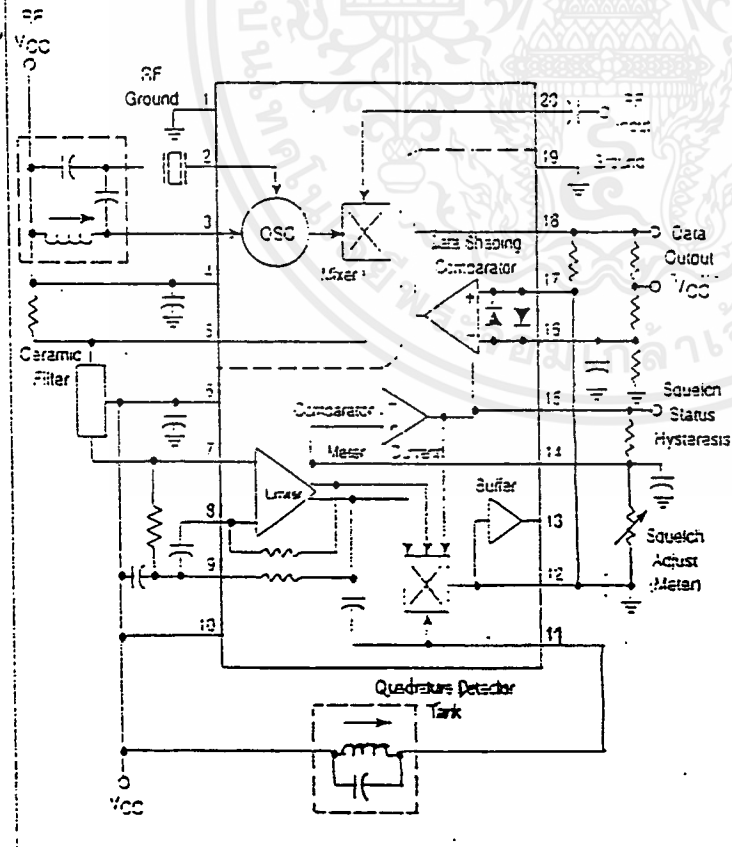 RF
VCC
RF
Ground
1
2
3
4
5
6
7
8
9
10
OSC
Mixer
Data Shaping
Comparator
+
20
RF
Input
19
Ground
18
Data
Output
17
VCC
16
15
Squelch
Status
Hysteresis
Ceramic
Filter
Comparator
Meter Current
14
Limiter
Buffer
13
Squelch
Adjust
(Meter)
12
11
Quadrature Detector
Tank
VCC